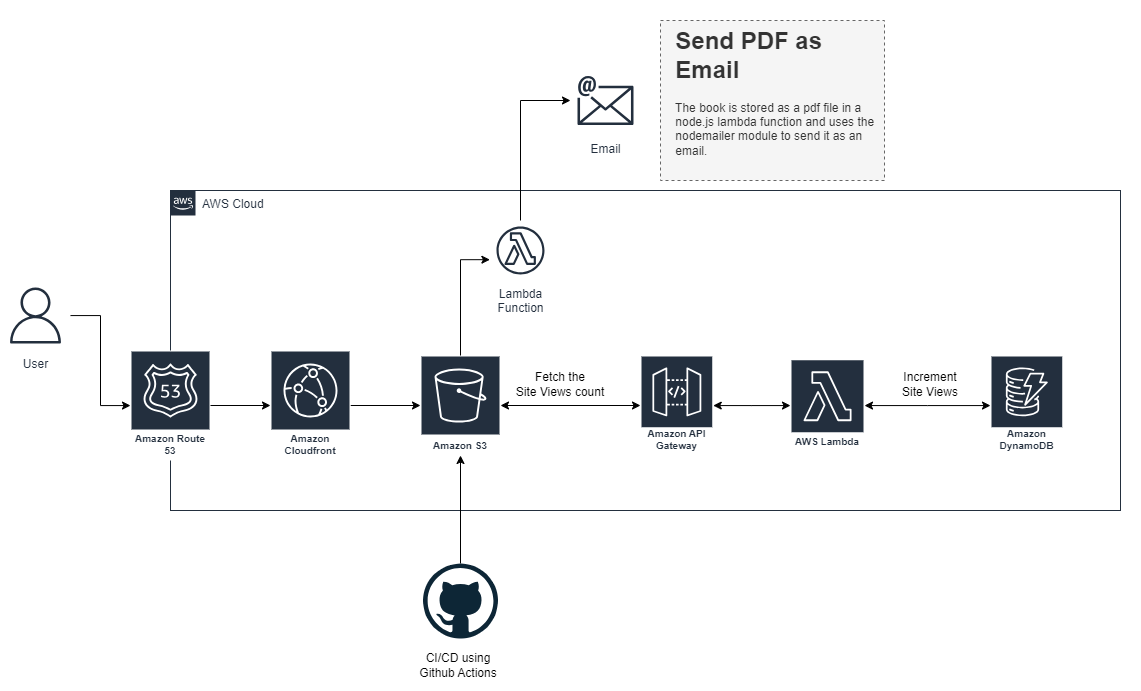 Send PDF as
Email
The book is stored as a pdf file in a
node.js lambda function and uses the
nodemailer module to send it as an
email.
@
Email
aws
AWS Cloud
Lambda
Function
User
53
Amazon Route
53
Amazon
Cloudfront
Amazon S3
Fetch the
Site Views count
</>
Amazon API
Gateway
AWS Lambda
Increment
Site Views
Amazon
DynamoDB
CI/CD using
Github Actions